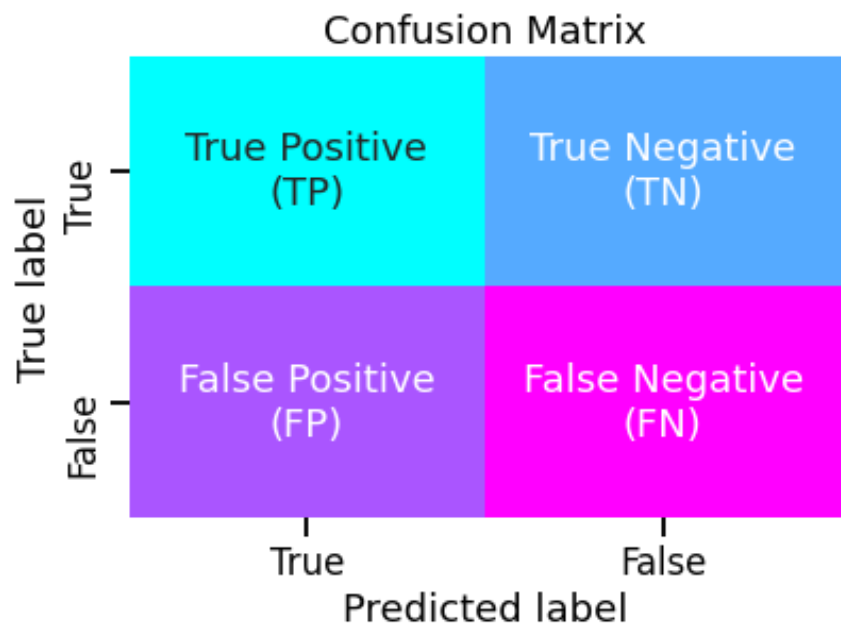 Confusion Matrix
True Positive
(TP)
True Negative
(TN)
False Positive
(FP)
False Negative
(FN)
True label
True
False
True
False
Predicted label